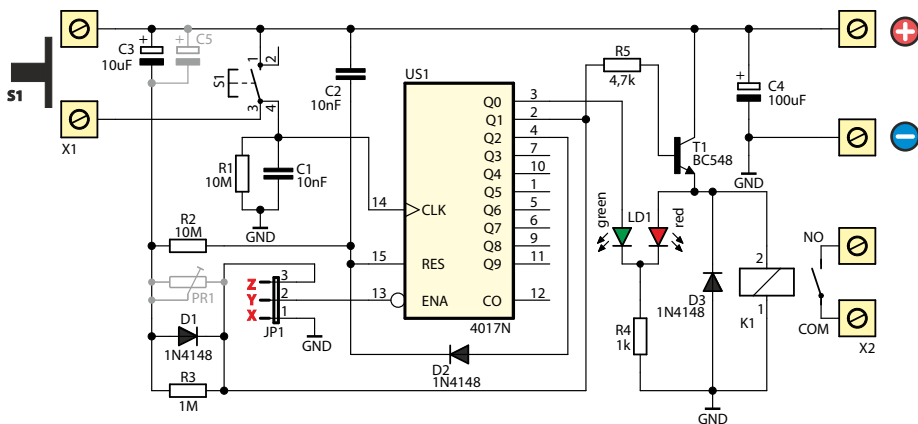 +
C3
10uF
+
C5
1
2
S1
3
4
S1
X1
C2
10nF
R1
10M
C1
10nF
GND
US1
14
CLK
15
RES
13
ENA
Q0
3
Q1
2
Q2
4
Q3
7
Q4
10
Q5
1
Q6
5
Q7
6
Q8
9
Q9
11
CO
12
4017N
R5
4,7k
T1
BC548
+
C4
100uF
GND
+
−
R2
10M
PR1
D1
1N4148
R3
1M
Z
3
Y
2
X
1
JP1
GND
D2
1N4148
green
LD1
red
R4
1k
D3
1N4148
2
1
K1
GND
NO
COM
X2